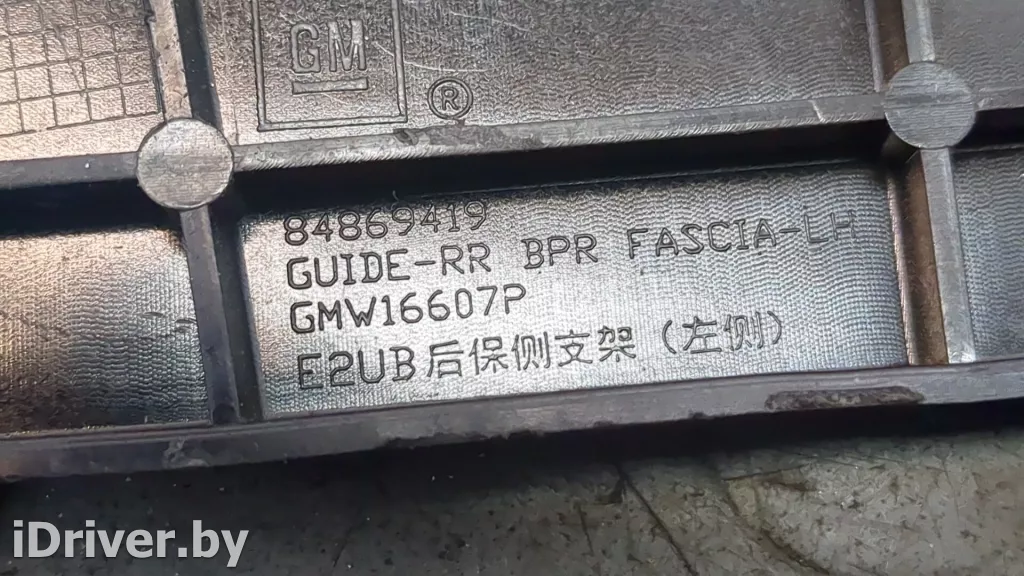 GM
®
84869419
GUIDE-RR BPR FASCIA-LH
GMW16607P
E2UB后保侧支架(左侧)
iDriver.by